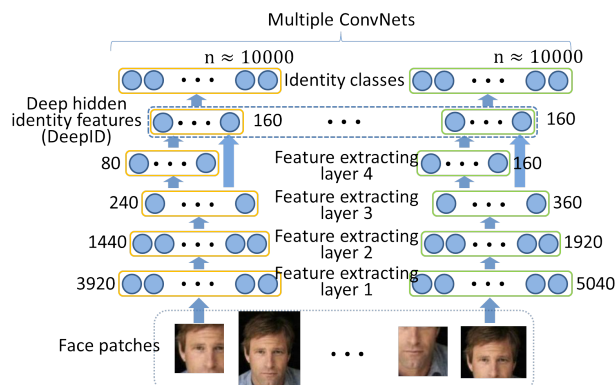 Multiple ConvNets
n ≈ 10000
n ≈ 10000
• • •
Identity classes
• • •
Deep hidden
identity features
(DeepID)
• • •
160
• • •
• • •
160
80
• • •
Feature extracting
layer 4
• • •
160
240
• • •
Feature extracting
layer 3
• • •
360
1440
• • •
Feature extracting
layer 2
• • •
1920
3920
• • •
Feature extracting
layer 1
• • •
5040
Face patches
• • •